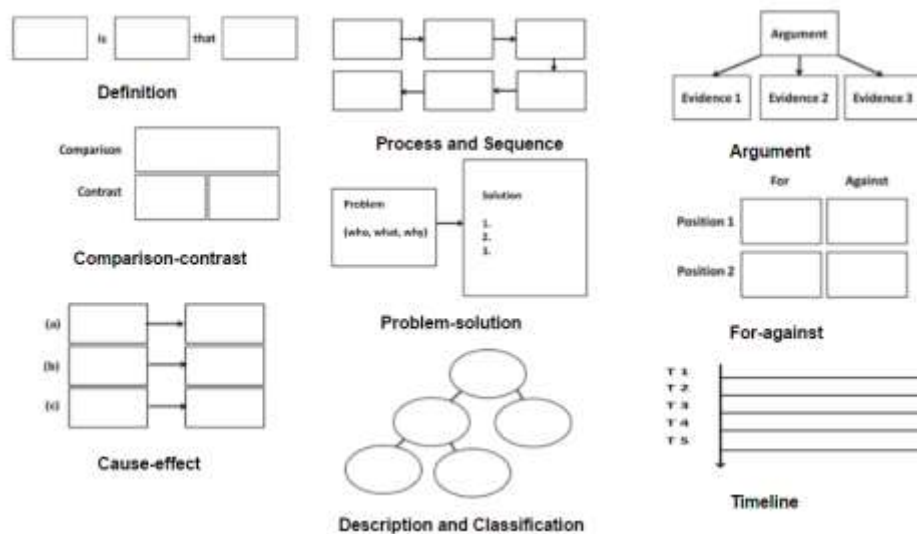 is that
Definition
Comparison
Contrast
Comparison-contrast
(a)
(b)
(c)
Cause-effect
Process and Sequence
Problem
(who, what, why)
Solution
1.
2.
3.
Problem-solution
Description and Classification
Argument
Evidence 1 Evidence 2 Evidence 3
Argument
For Against
Position 1
Position 2
For-against
T 1
T 2
T 3
T 4
T 5
Timeline